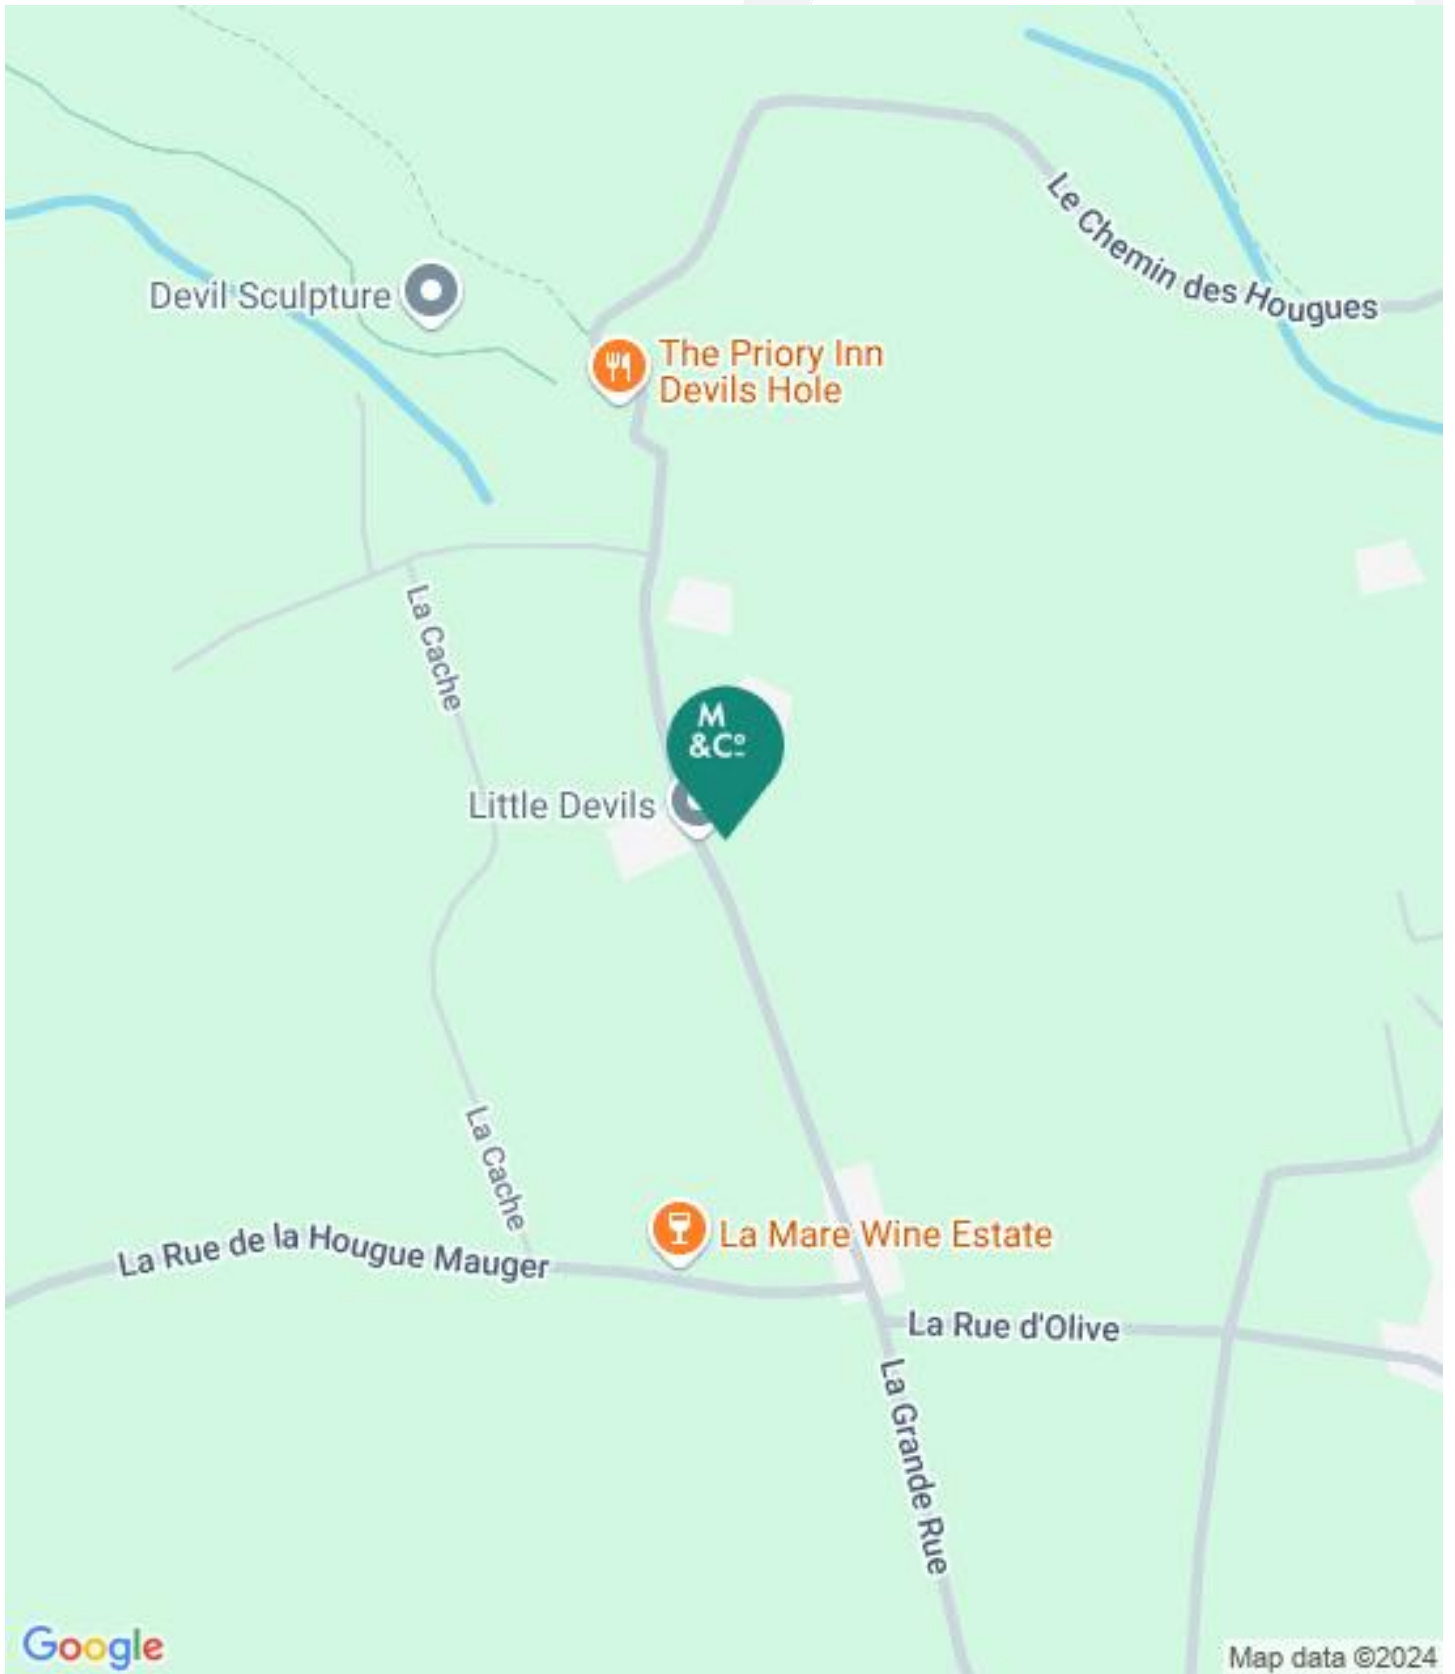 Le Chemin des Hougues
Devil Sculpture
The Priory Inn
Devils Hole
La Cache
M
&Cº
Little Devils
La Cache
La Mare Wine Estate
La Rue de la Hougue Mauger
La Rue d'Olive
La Grande Rue
Google
Map data ©2024